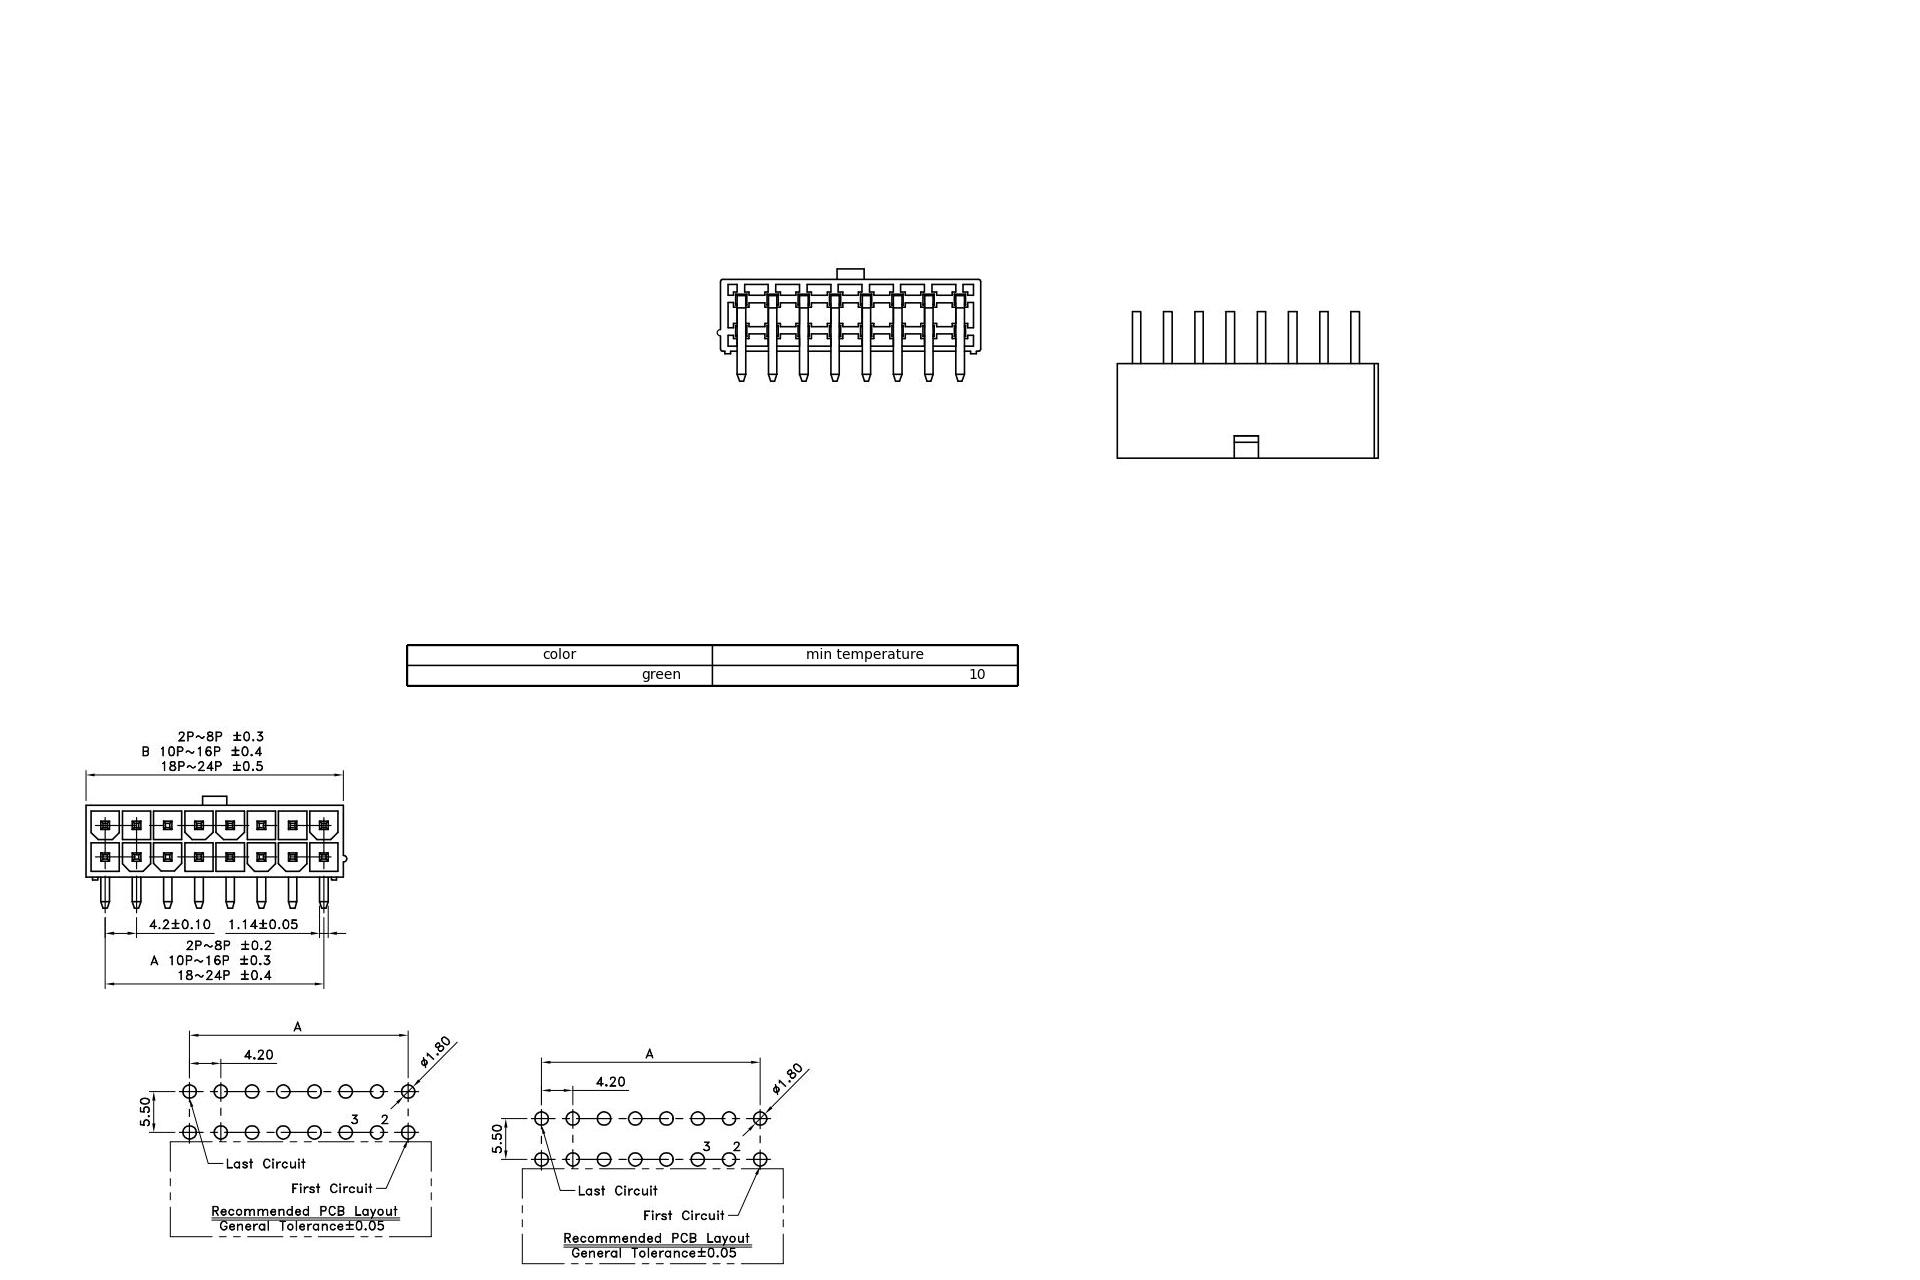 color min temperature
green 10
2P~8P ±0.3
B 10P~16P ±0.4
18P~24P ±0.5
4.2±0.10 1.14±0.05
2P~8P ±0.2
A 10P~16P ±0.3
18~24P ±0.4
A
4.20
ø1.80
5.50
3 2
Last Circuit
First Circuit
Recommended PCB Layout
General Tolerance±0.05
A
4.20
ø1.80
5.50
3 2
Last Circuit
First Circuit
Recommended PCB Layout
General Tolerance±0.05